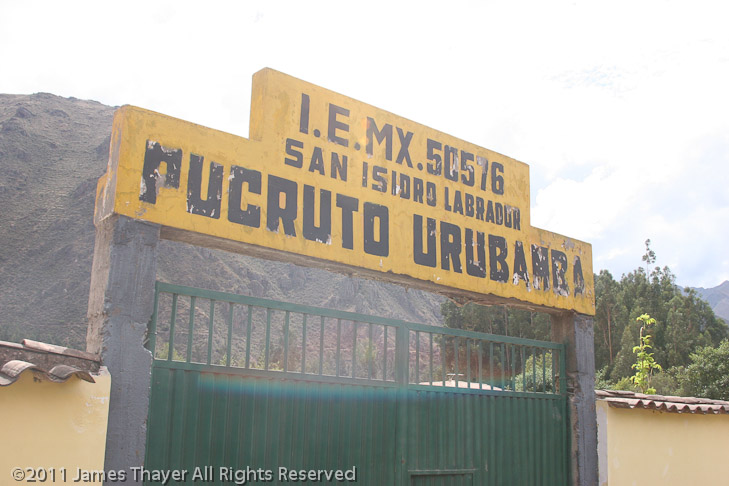 I.E.MX.50576
SAN ISIDRO LABRADOR
PUCRUTO URUBAMBA
©2011 James Thayer All Rights Reserved